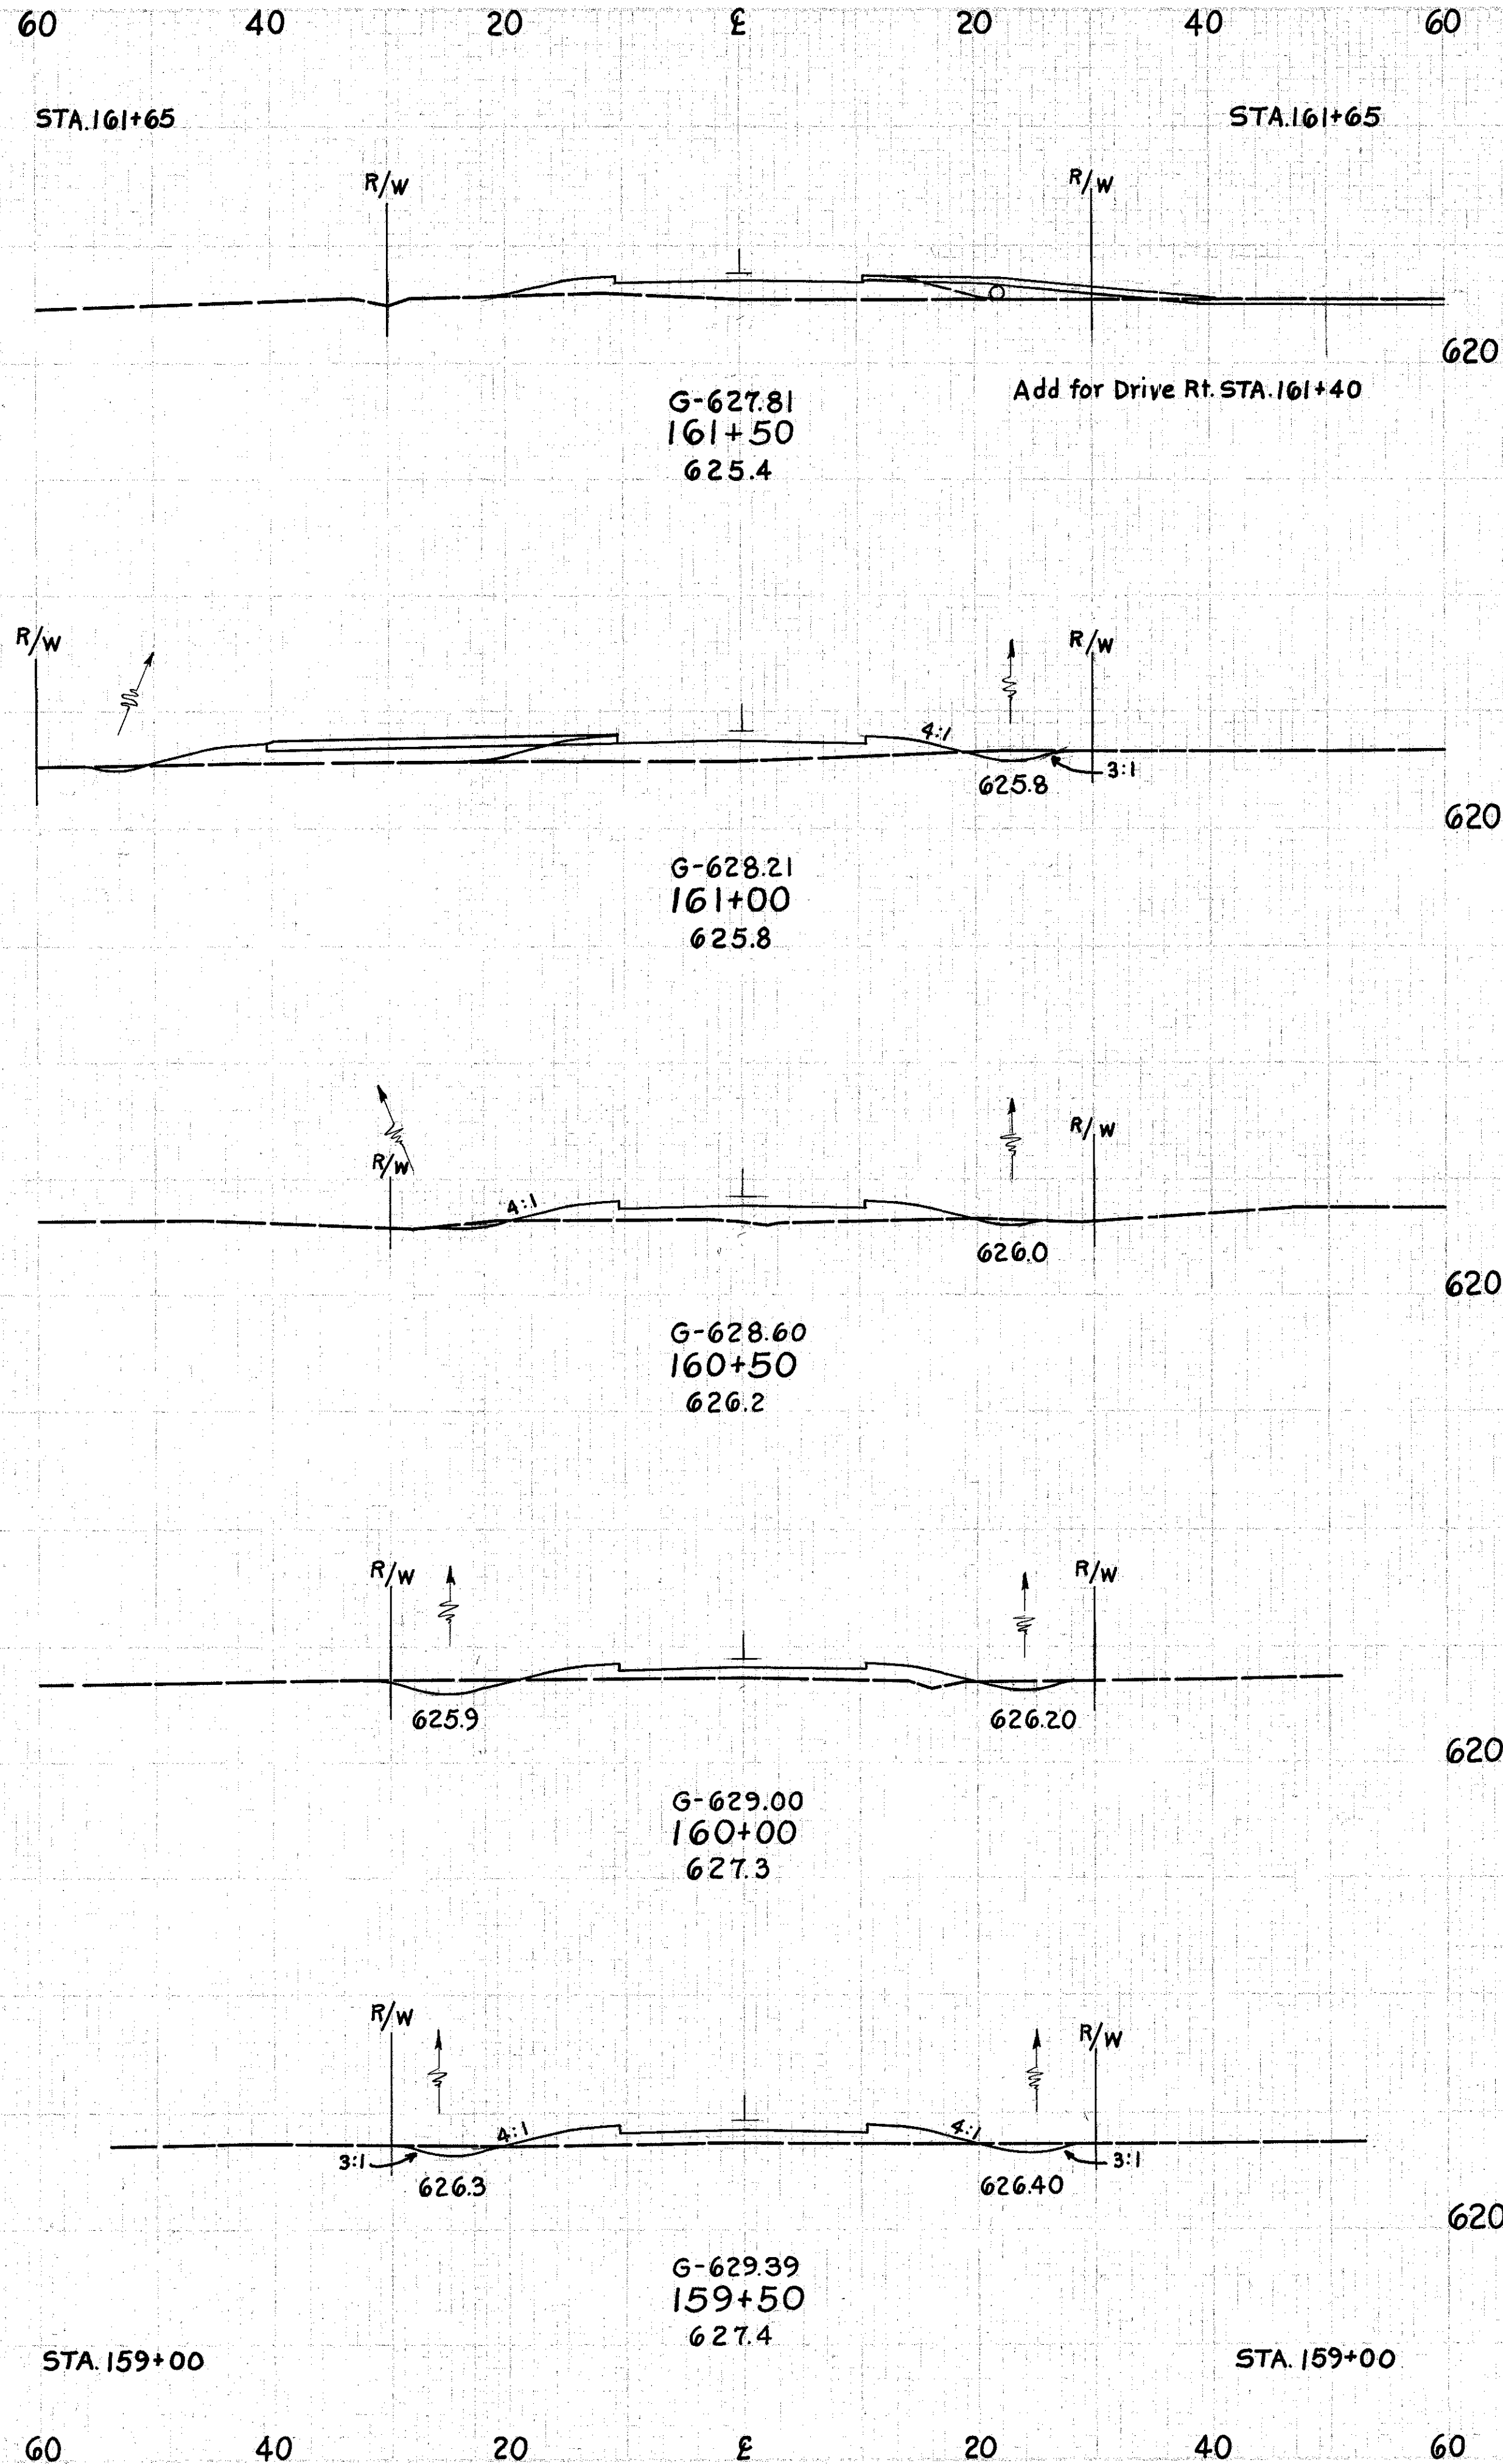 60 40 20 ℄ 20 40 60
STA.161+65 STA.161+65
R/W R/W
620
Add for Drive Rt. STA.161+40
G-627.81
161+50
625.4
R/W R/W
4:1
3:1
625.8
620
G-628.21
161+00
625.8
R/W R/W
4:1
626.0
620
G-628.60
160+50
626.2
R/W R/W
625.9 626.20
620
G-629.00
160+00
627.3
R/W R/W
4:1 4:1
3:1 3:1
626.3 626.40
620
G-629.39
159+50
627.4
STA.159+00 STA.159+00
60 40 20 ℄ 20 40 60